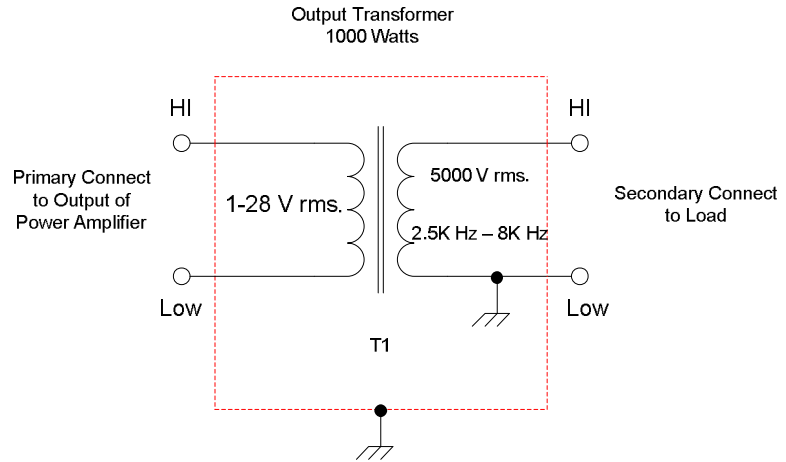 Output Transformer
1000 Watts
HI
HI
Primary Connect
to Output of
Power Amplifier
1-28 V rms.
5000 V rms.
2.5K Hz – 8K Hz
Secondary Connect
to Load
Low
Low
T1